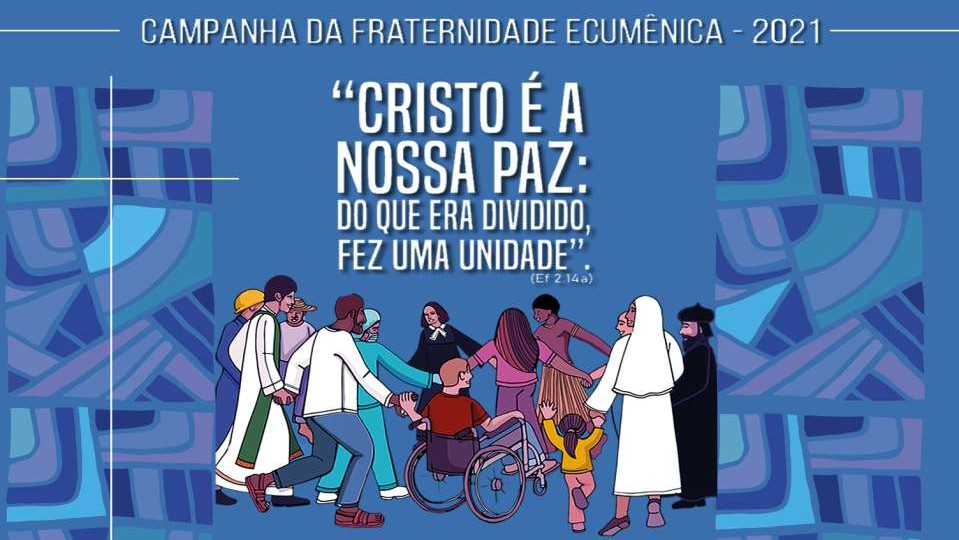 CAMPANHA DA FRATERNIDADE ECUMÊNICA - 2021
“CRISTO É A
NOSSA PAZ:
DO QUE ERA DIVIDIDO,
FEZ UMA UNIDADE”.
(Ef 2.14a)